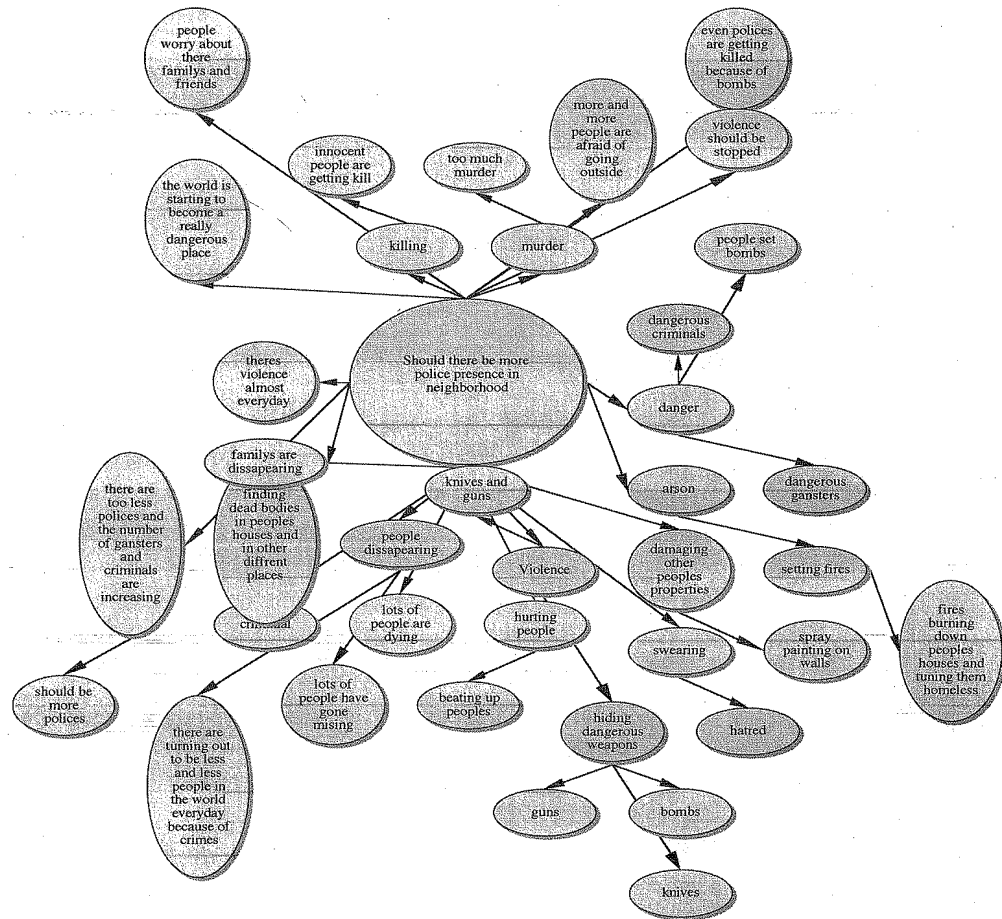 people
worry about
there
familys and
friends
even polices
are getting
killed
because of
bombs
more and
more
people are
afraid of
going
outside
violence
should be
stopped
innocent
people are
getting kill
too much
murder
the world is
starting to
become a
really
dangerous
place
killing
murder
people set
bombs
dangerous
criminals
Should there be more
police presence in
neighborhood
theres
violence
almost
everyday
danger
familys are
dissapearing
knives and
guns
arson
dangerous
gansters
there are
too less
polices and
the number
of gansters
and
criminals
are
increasing
finding
dead bodies
in peoples
houses and
in other
diffrent
places
people
dissapearing
Violence
damaging
other
peoples
properties
setting fires
lots of
people are
dying
hurting
people
swearing
spray
painting on
walls
fires
burning
down
peoples
houses and
tuning them
homeless
should be
more
polices
lots of
people have
gone
mising
beating up
peoples
hiding
dangerous
weapons
hatred
there are
turning out
to be less
and less
people in
the world
everyday
because of
crimes
guns
bombs
knives